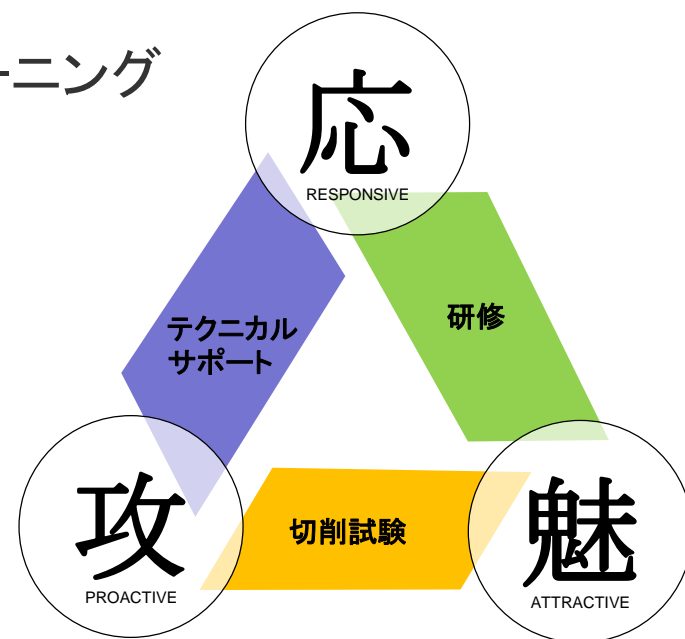 ーニング
応
RESPONSIVE
テクニカル
サポート
研修
攻
PROACTIVE
切削試験
魅
ATTRACTIVE